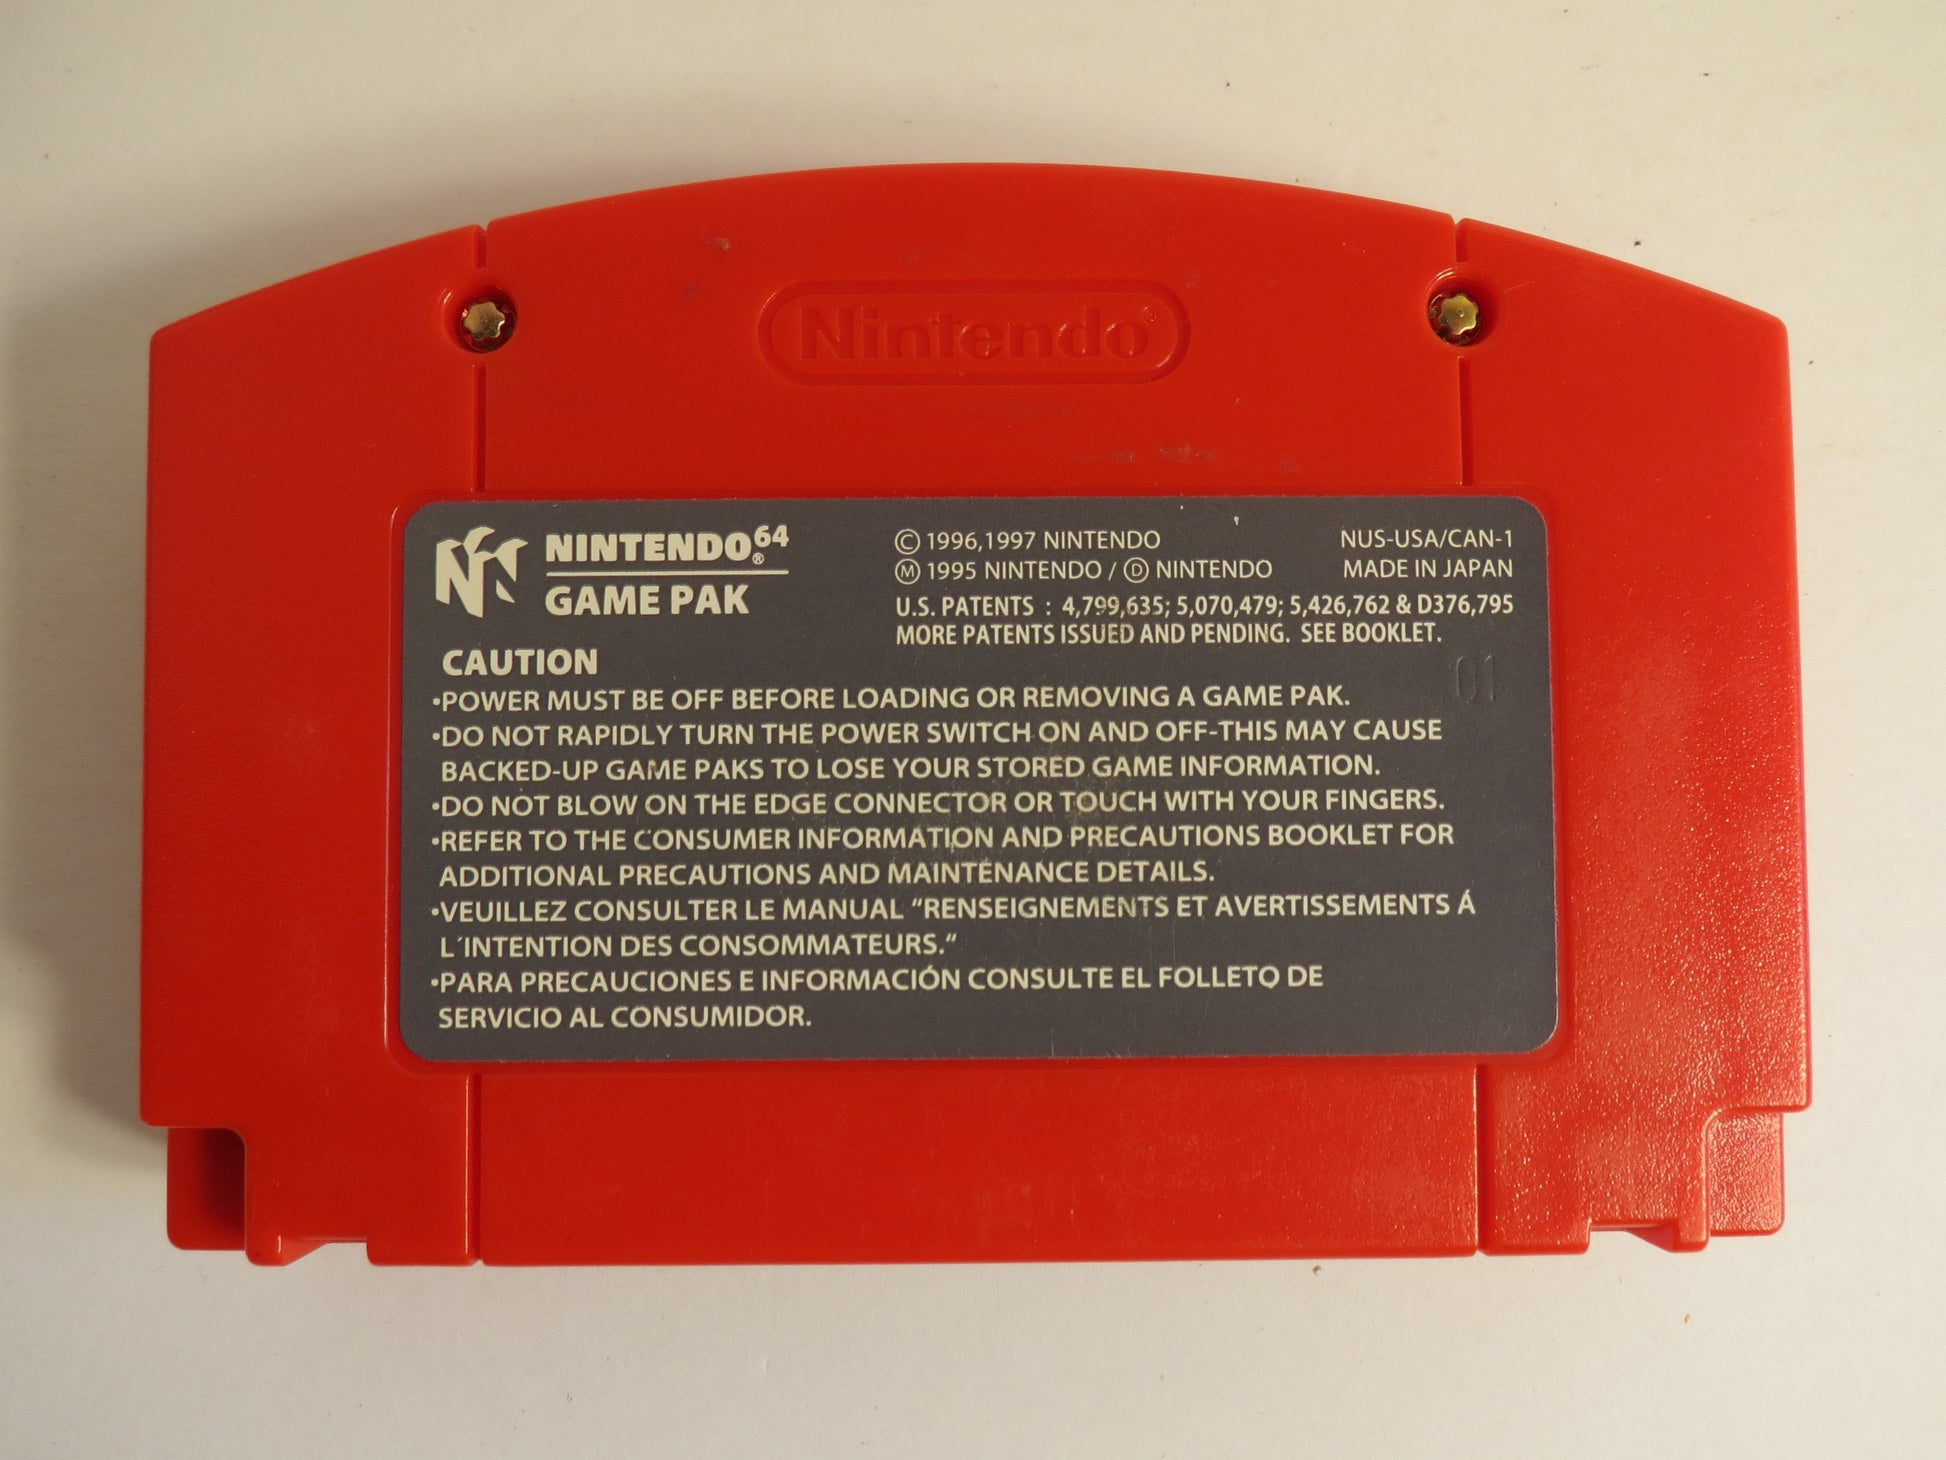 Nintendo®
NINTENDO64®
GAME PAK
© 1996,1997 NINTENDO
NUS-USA/CAN-1
Ⓜ 1995 NINTENDO / Ⓓ NINTENDO
MADE IN JAPAN
U.S. PATENTS : 4,799,635; 5,070,479; 5,426,762 & D376,795
MORE PATENTS ISSUED AND PENDING. SEE BOOKLET.
01
CAUTION
•POWER MUST BE OFF BEFORE LOADING OR REMOVING A GAME PAK.
•DO NOT RAPIDLY TURN THE POWER SWITCH ON AND OFF-THIS MAY CAUSE
BACKED-UP GAME PAKS TO LOSE YOUR STORED GAME INFORMATION.
•DO NOT BLOW ON THE EDGE CONNECTOR OR TOUCH WITH YOUR FINGERS.
•REFER TO THE CONSUMER INFORMATION AND PRECAUTIONS BOOKLET FOR
ADDITIONAL PRECAUTIONS AND MAINTENANCE DETAILS.
•VEUILLEZ CONSULTER LE MANUAL “RENSEIGNEMENTS ET AVERTISSEMENTS Á
L´INTENTION DES CONSOMMATEURS.“
•PARA PRECAUCIONES E INFORMACIÓN CONSULTE EL FOLLETO DE
SERVICIO AL CONSUMIDOR.